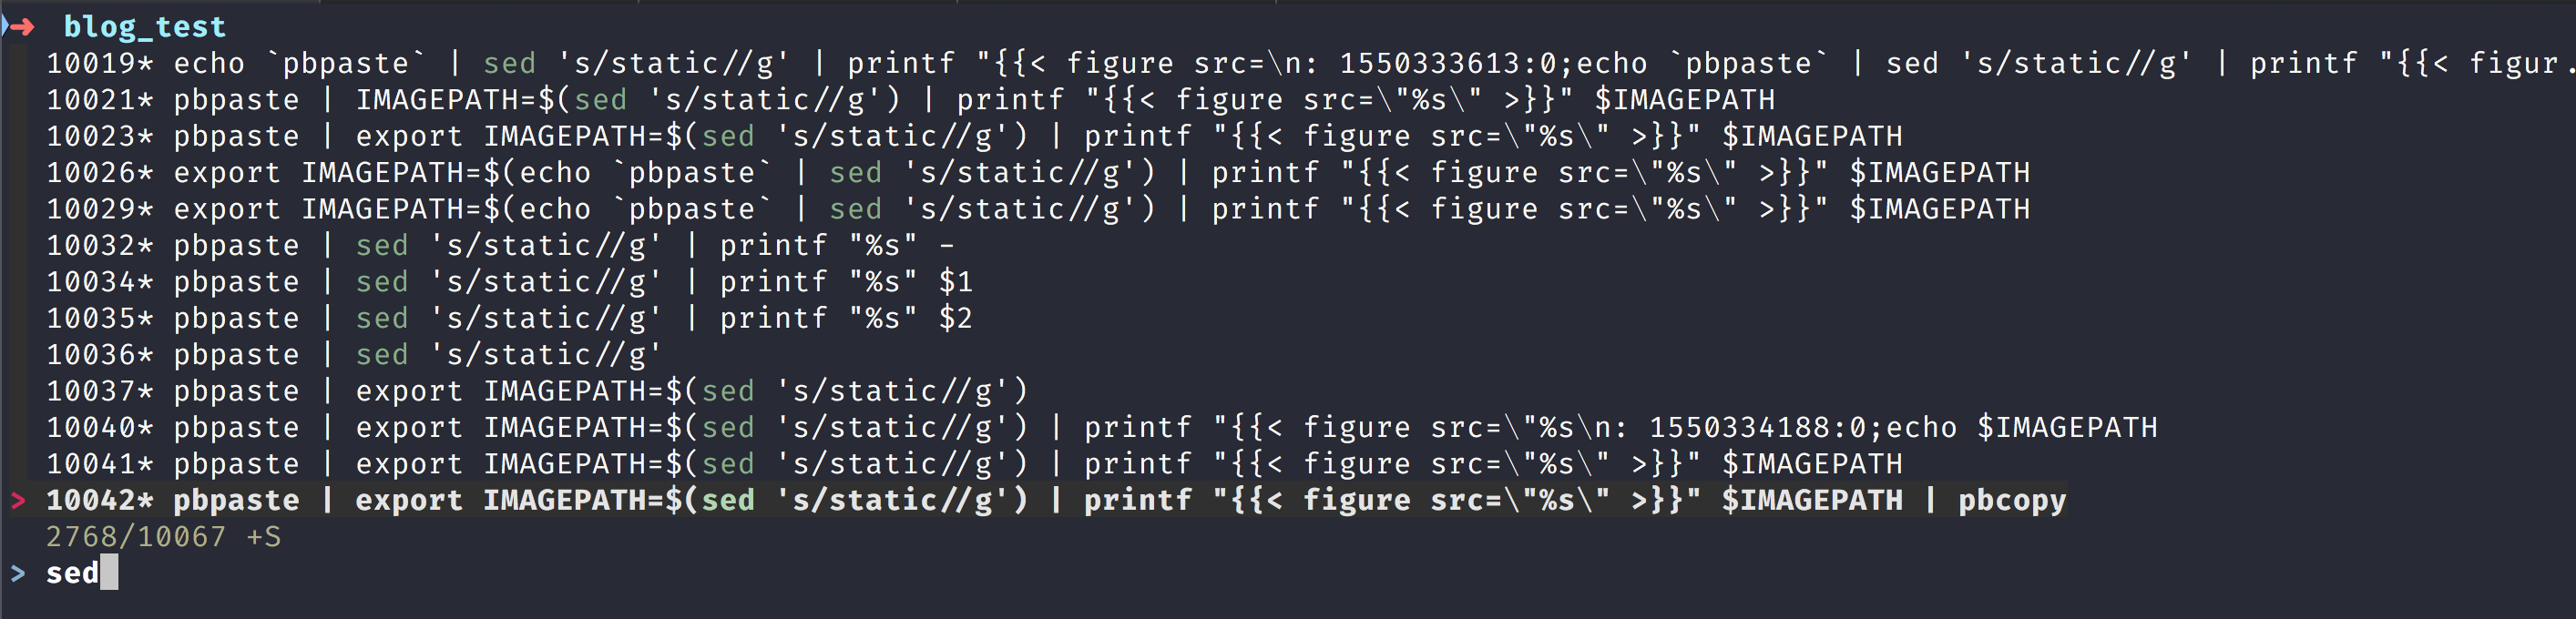 ➜ blog_test
10019* echo `pbpaste` | sed 's/static//g' | printf "{{< figure src=\n: 1550333613:0;echo `pbpaste` | sed 's/static//g' | printf "{{< figur.
10021* pbpaste | IMAGEPATH=$(sed 's/static//g') | printf "{{< figure src=\"%s\" >}}" $IMAGEPATH
10023* pbpaste | export IMAGEPATH=$(sed 's/static//g') | printf "{{< figure src=\"%s\" >}}" $IMAGEPATH
10026* export IMAGEPATH=$(echo `pbpaste` | sed 's/static//g') | printf "{{< figure src=\"%s\" >}}" $IMAGEPATH
10029* export IMAGEPATH=$(echo `pbpaste` | sed 's/static//g') | printf "{{< figure src=\"%s\" >}}" $IMAGEPATH
10032* pbpaste | sed 's/static//g' | printf "%s" -
10034* pbpaste | sed 's/static//g' | printf "%s" $1
10035* pbpaste | sed 's/static//g' | printf "%s" $2
10036* pbpaste | sed 's/static//g'
10037* pbpaste | export IMAGEPATH=$(sed 's/static//g')
10040* pbpaste | export IMAGEPATH=$(sed 's/static//g') | printf "{{< figure src=\"%s\n: 1550334188:0;echo $IMAGEPATH
10041* pbpaste | export IMAGEPATH=$(sed 's/static//g') | printf "{{< figure src=\"%s\" >}}" $IMAGEPATH
> 10042* pbpaste | export IMAGEPATH=$(sed 's/static//g') | printf "{{< figure src=\"%s\" >}}" $IMAGEPATH | pbcopy
2768/10067 +S
> sed